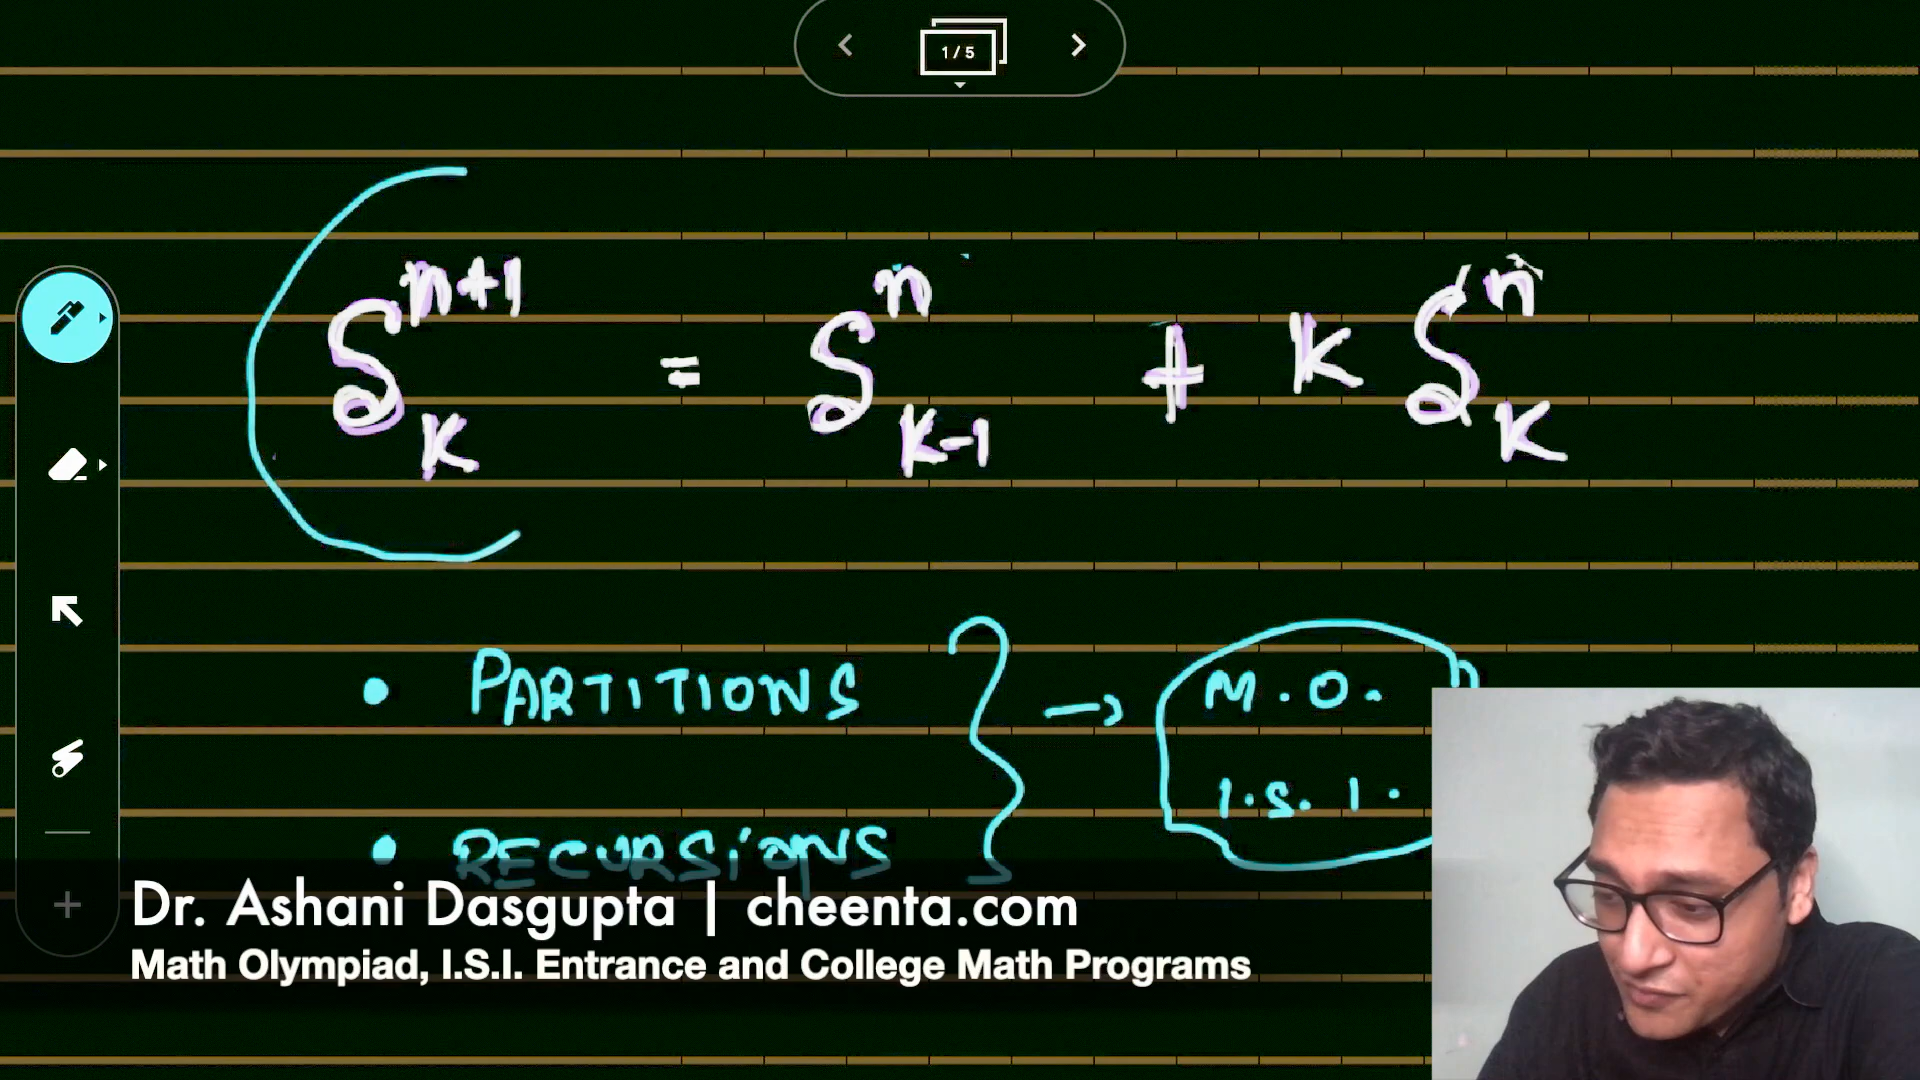 1 / 5
S^{n+1}_K = S^n_{K-1} + K S^n_K
• PARTITIONS → M.O.
I.S.I.
• RECURSIONS
Dr. Ashani Dasgupta | cheenta.com
Math Olympiad, I.S.I. Entrance and College Math Programs